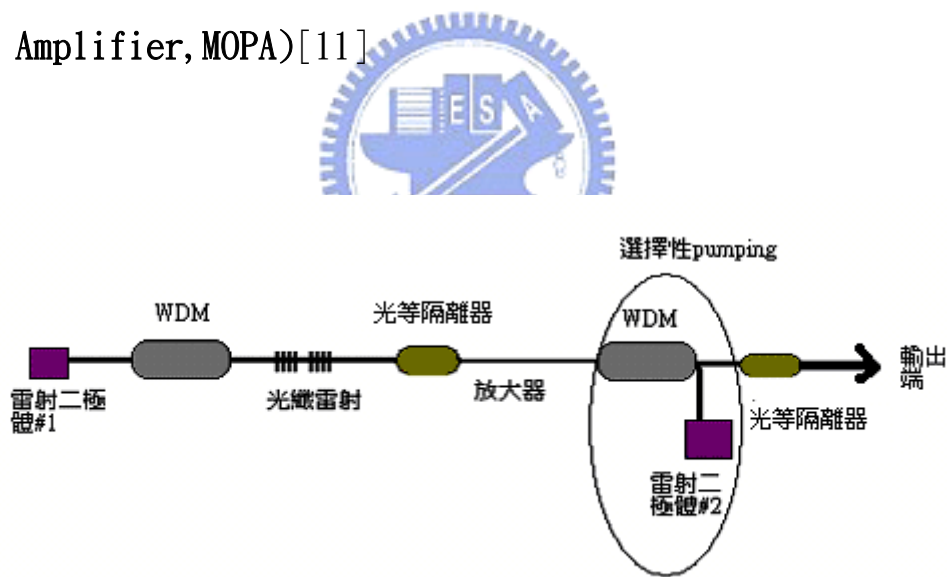 Amplifier,MOPA)[11]
ESA
選擇性pumping
WDM
光等隔離器
WDM
雷射二極
體#1
光纖雷射
放大器
輸出
端
光等隔離器
雷射二
極體#2